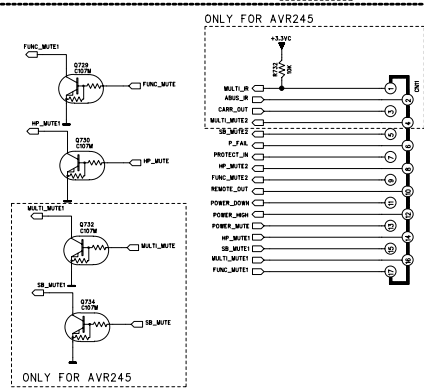 ONLY FOR AVR245
+3.3VC
R732
10K
FUNC_MUTE1
Q729
C107M
FUNC_MUTE
HP_MUTE1
Q730
C107M
HP_MUTE
MULTI_MUTE1
Q732
C107M
MULTI_MUTE
SB_MUTE1
Q734
C107M
SB_MUTE
ONLY FOR AVR245
CN11
MULTI_IR 1
ABUS_IR 2
CARR_OUT 3
MULTI_MUTE2 4
SB_MUTE2 5
P_FAIL 6
PROTECT_IN 7
HP_MUTE2 8
FUNC_MUTE2 9
REMOTE_OUT 10
POWER_DOWN 11
POWER_HIGH 12
POWER_MUTE 13
HP_MUTE1 14
SB_MUTE1 15
MULTI_MUTE1 16
FUNC_MUTE1 17